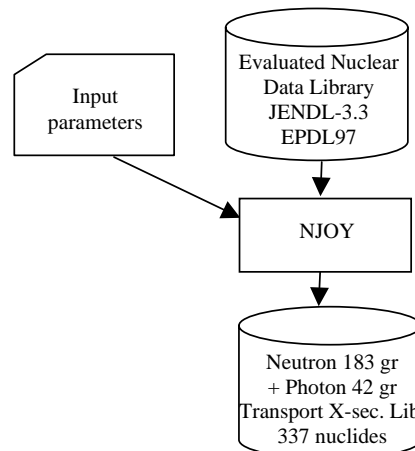 Evaluated Nuclear
Data Library
JENDL-3.3
EPDL97
Input
parameters
NJOY
Neutron 183 gr
+ Photon 42 gr
Transport X-sec. Lib
337 nuclides